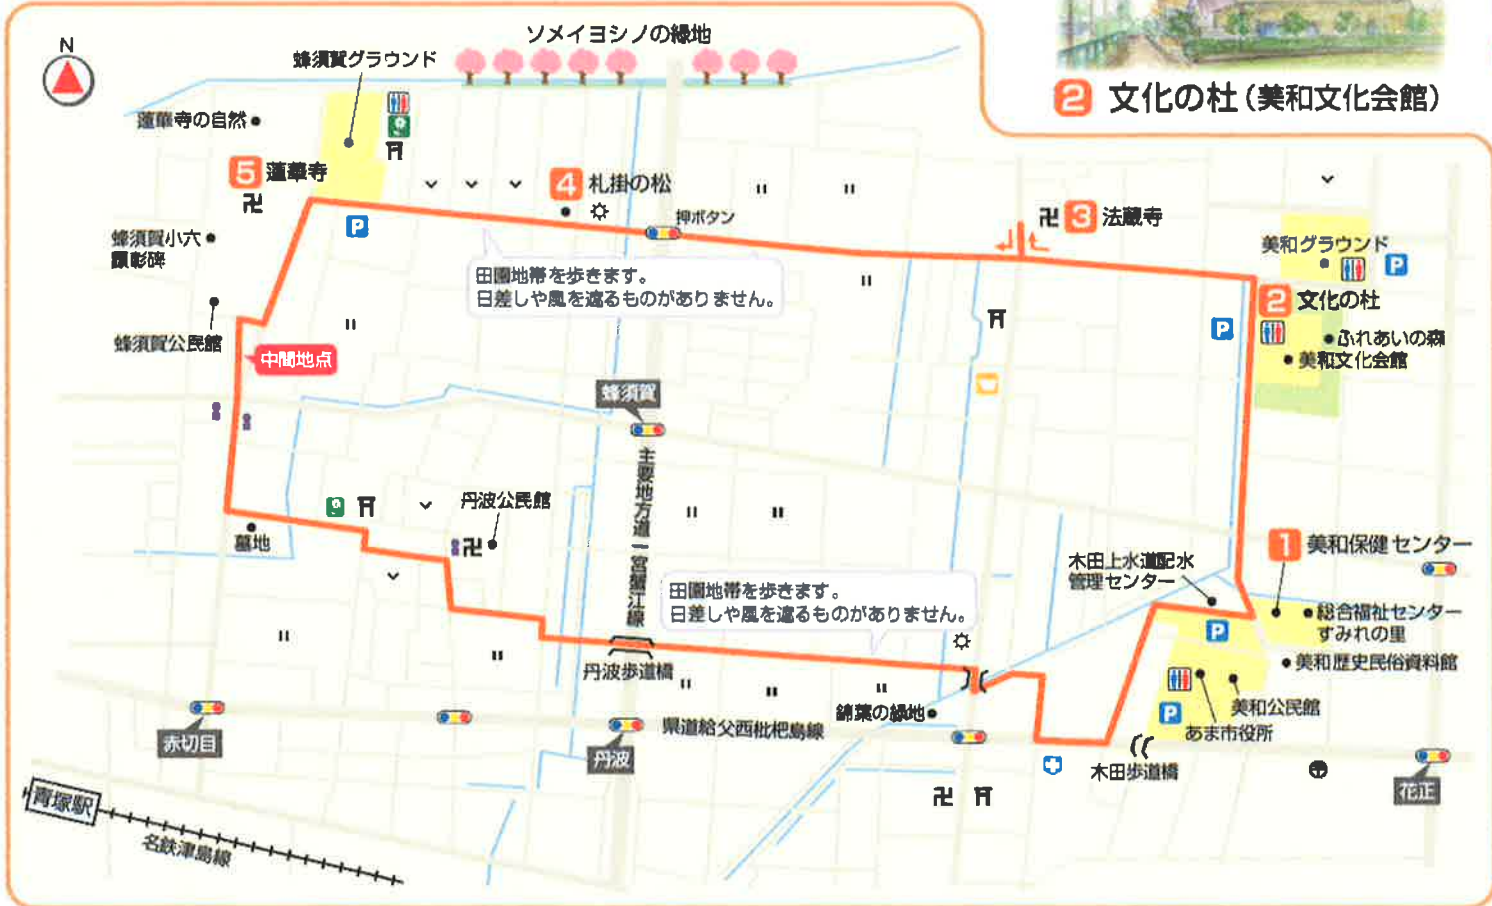 ソメイヨシノの緑地
N
蜂須賀グラウンド
2 文化の杜(美和文化会館)
蓮華寺の自然
5 蓮華寺
4 札掛の松
押ボタン
3 法蔵寺
P
蜂須賀小六
顕彰碑
田園地帯を歩きます。
日差しや風を遮るものがありません。
美和グラウンド
P
2 文化の杜
蜂須賀公民館
中間地点
P
ふれあいの森
美和文化会館
蜂須賀
主要地方道 一宮蟹江線
丹波公民館
墓地
1 美和保健センター
木田上水道配水
管理センター
田園地帯を歩きます。
日差しや風を遮るものがありません。
総合福祉センター
すみれの里
P
美和歴史民俗資料館
丹波歩道橋
錦葉の緑地
県道給父西枇杷島線
P
美和公民館
あま市役所
赤切目
丹波
木田歩道橋
花正
青塚駅
名鉄津島線